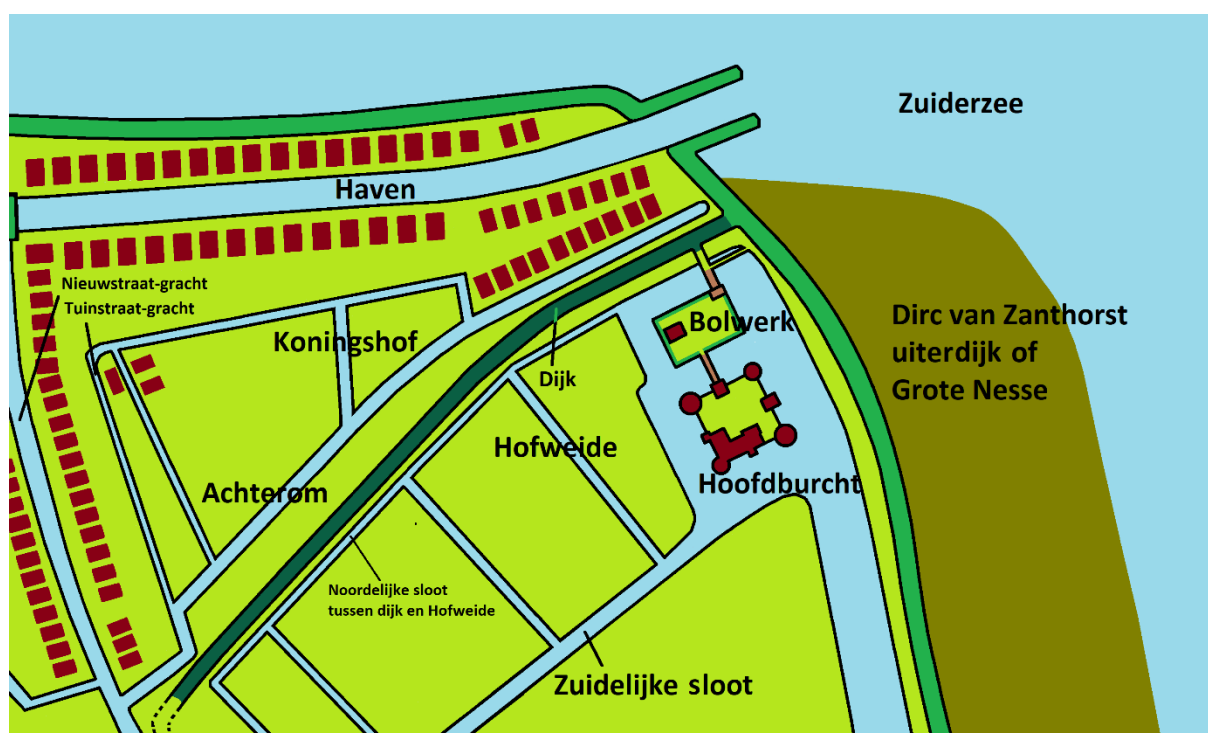 Zuiderzee
Haven
Nieuwstraat-gracht
Tuinstraat-gracht
Koningshof
Bolwerk
Dirc van Zanthorst
uiterdijk of
Grote Nesse
Dijk
Hofweide
Achterom
Hoofdburcht
Noordelijke sloot
tussen dijk en Hofweide
Zuidelijke sloot